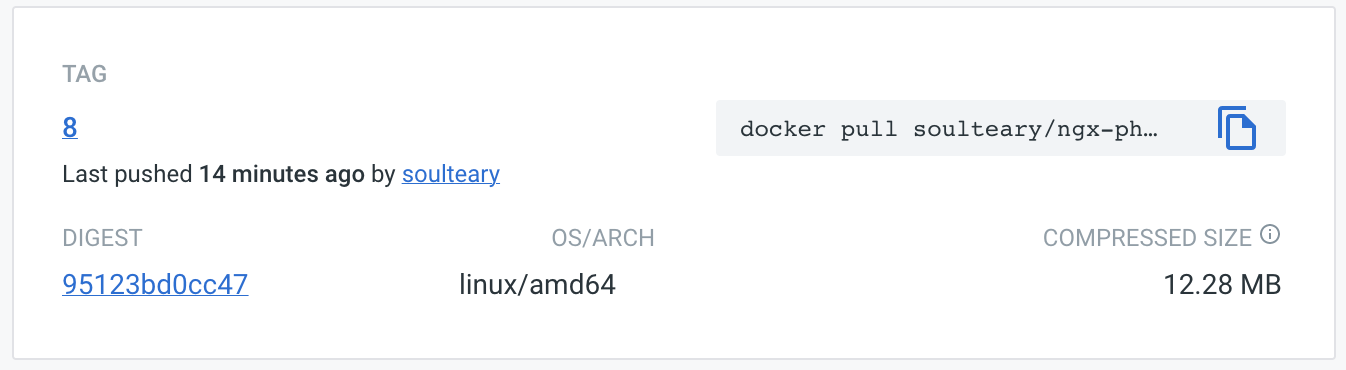 TAG
8
docker pull soulteary/ngx-ph…
Last pushed 14 minutes ago by soulteary
DIGEST OS/ARCH COMPRESSED SIZE
95123bd0cc47 linux/amd64 12.28 MB